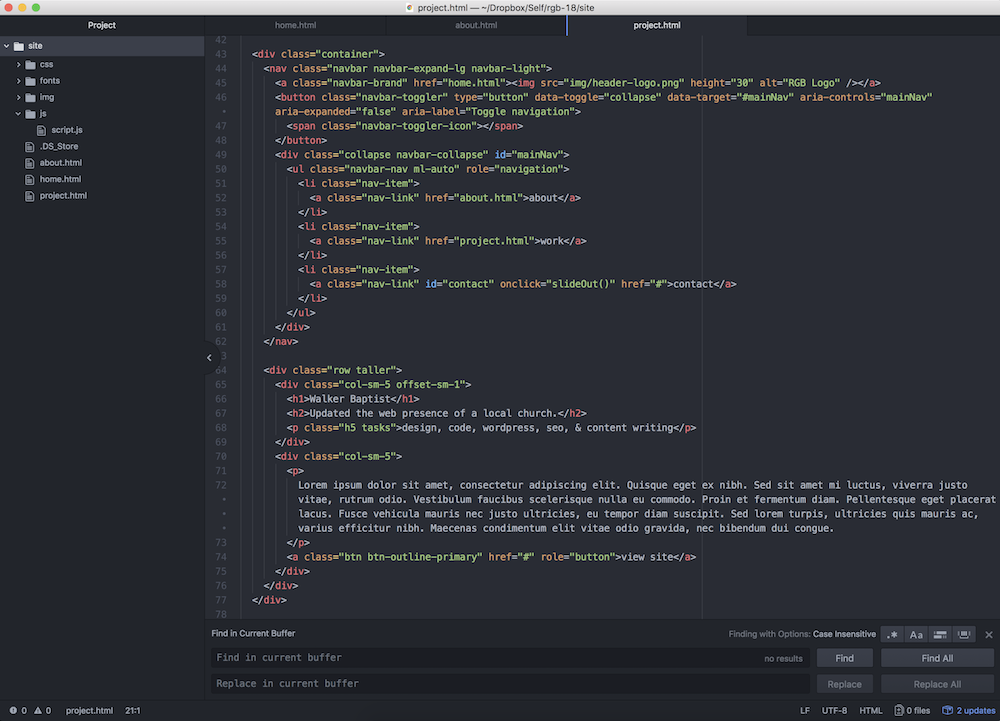 project.html — ~/Dropbox/Self/rgb-18/site
Project
home.html
about.html
project.html
site
css
fonts
img
js
script.js
.DS_Store
about.html
home.html
project.html
42
43 <div class="container">
44 <nav class="navbar navbar-expand-lg navbar-light">
45 <a class="navbar-brand" href="home.html"><img src="img/header-logo.png" height="30" alt="RGB Logo" /></a>
46 <button class="navbar-toggler" type="button" data-toggle="collapse" data-target="#mainNav" aria-controls="mainNav"
• aria-expanded="false" aria-label="Toggle navigation">
47 <span class="navbar-toggler-icon"></span>
48 </button>
49 <div class="collapse navbar-collapse" id="mainNav">
50 <ul class="navbar-nav ml-auto" role="navigation">
51 <li class="nav-item">
52 <a class="nav-link" href="about.html">about</a>
53 </li>
54 <li class="nav-item">
55 <a class="nav-link" href="project.html">work</a>
56 </li>
57 <li class="nav-item">
58 <a class="nav-link" id="contact" onclick="slideOut()" href="#">contact</a>
59 </li>
60 </ul>
61 </div>
62 </nav>
3
64 <div class="row taller">
65 <div class="col-sm-5 offset-sm-1">
66 <h1>Walker Baptist</h1>
67 <h2>Updated the web presence of a local church.</h2>
68 <p class="h5 tasks">design, code, wordpress, seo, & content writing</p>
69 </div>
70 <div class="col-sm-5">
71 <p>
72 Lorem ipsum dolor sit amet, consectetur adipiscing elit. Quisque eget ex nibh. Sed sit amet mi luctus, viverra justo
• vitae, rutrum odio. Vestibulum faucibus scelerisque nulla eu commodo. Proin et fermentum diam. Pellentesque eget placerat
• lacus. Fusce vehicula mauris nec justo ultricies, eu tempor diam suscipit. Sed lorem turpis, ultricies quis mauris ac,
• varius efficitur nibh. Maecenas condimentum elit vitae odio gravida, nec bibendum dui congue.
73 </p>
74 <a class="btn btn-outline-primary" href="#" role="button">view site</a>
75 </div>
76 </div>
77 </div>
78
Find in Current Buffer
Finding with Options: Case Insensitive
.* Aa
Find in current buffer
no results
Find
Find All
Replace in current buffer
Replace
Replace All
0 0 project.html 21:1
LF UTF-8 HTML 0 files 2 updates